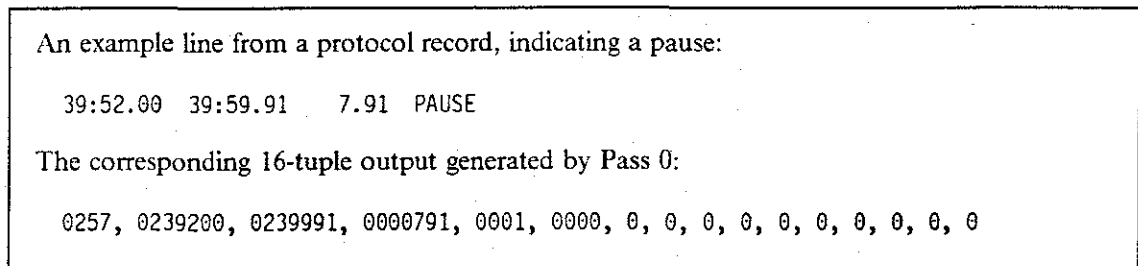 An example line from a protocol record, indicating a pause:
39:52.00 39:59.91 7.91 PAUSE
The corresponding 16-tuple output generated by Pass 0:
0257, 0239200, 0239991, 0000791, 0001, 0000, 0, 0, 0, 0, 0, 0, 0, 0, 0, 0